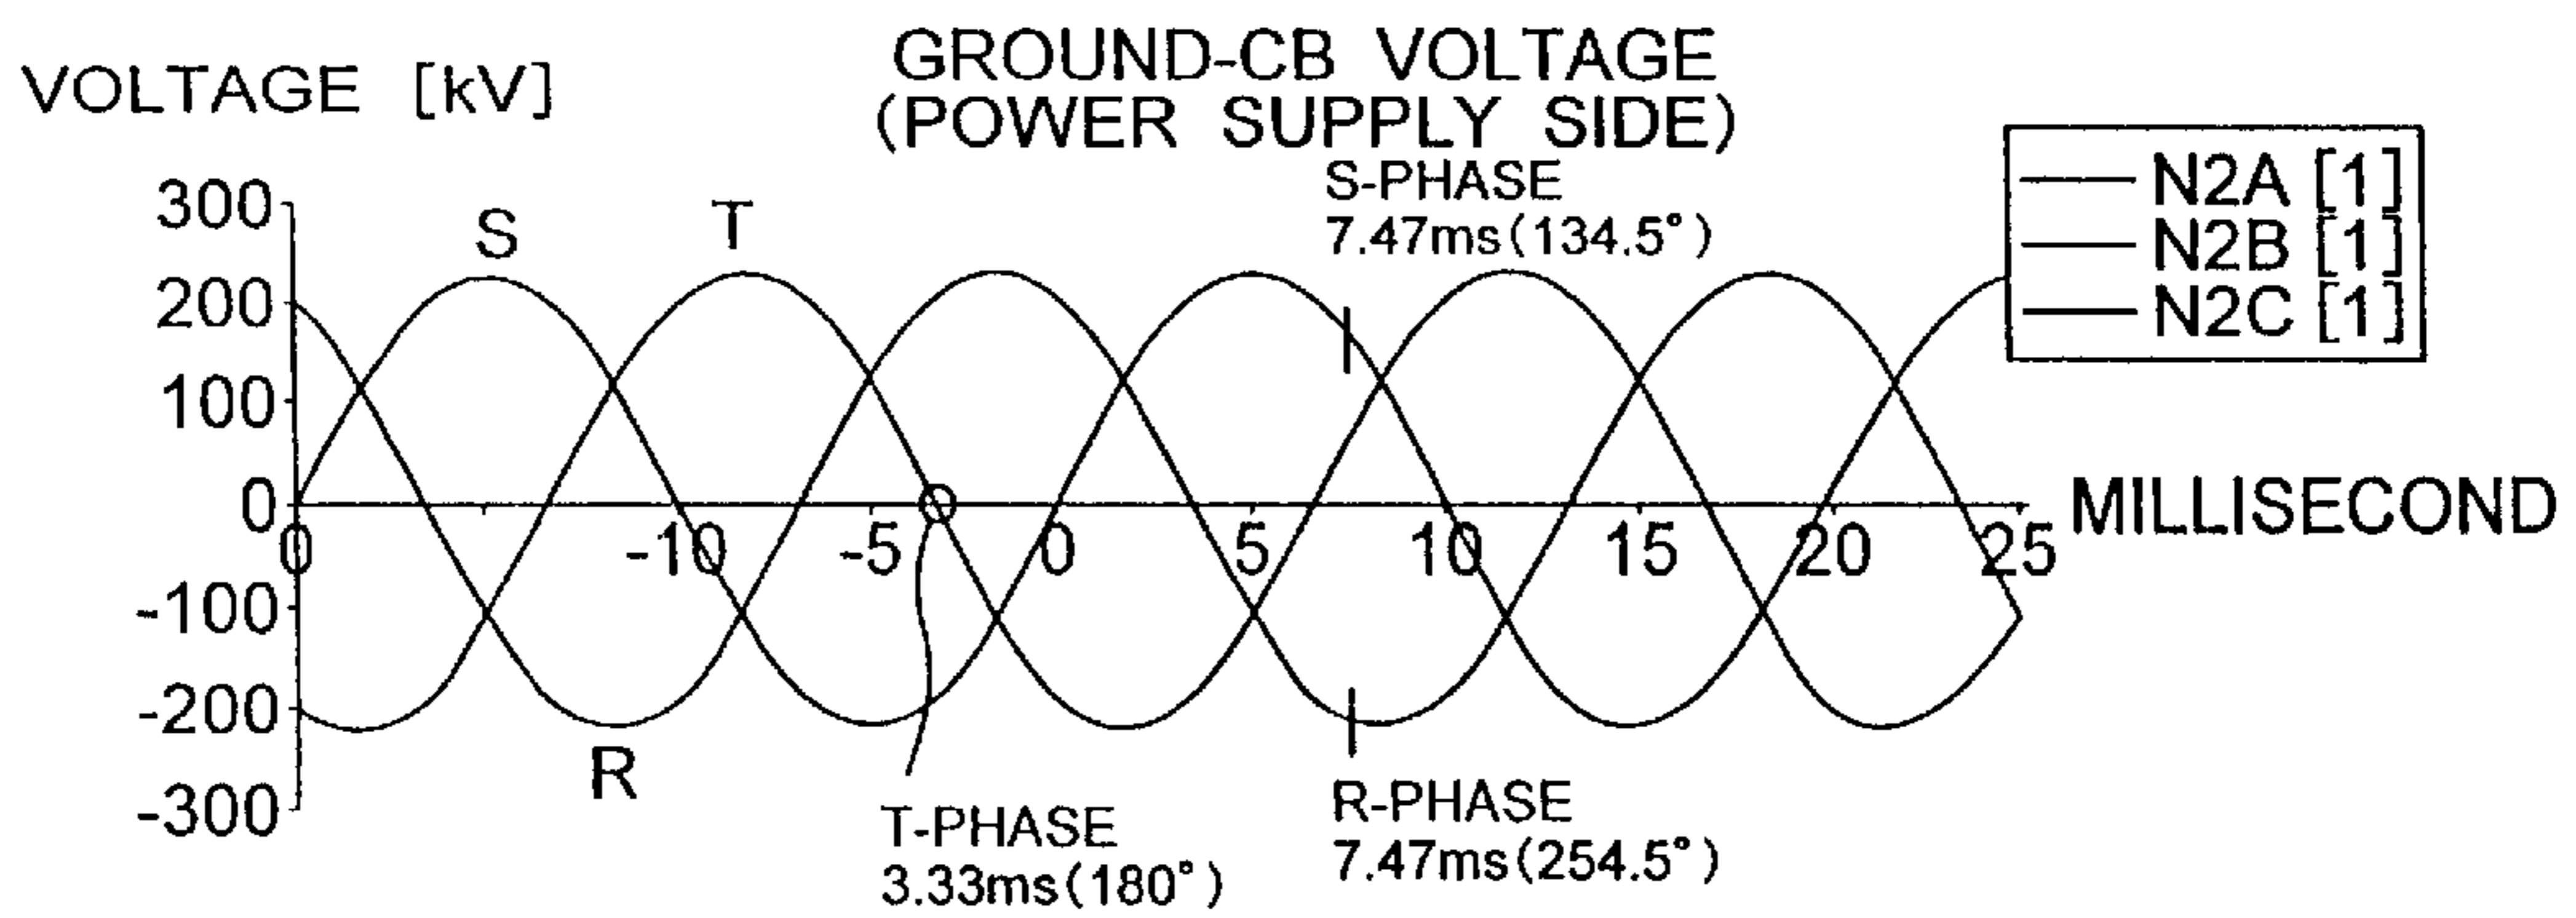 GROUND-CB VOLTAGE
(POWER SUPPLY SIDE)
VOLTAGE [kV]
S-PHASE
7.47ms(134.5°)
N2A [1]
N2B [1]
N2C [1]
S
T
R
300
200
100
0
-100
-200
-300
0 -10 -5 0 5 10 15 20 25
MILLISECOND
T-PHASE
3.33ms(180°)
R-PHASE
7.47ms(254.5°)